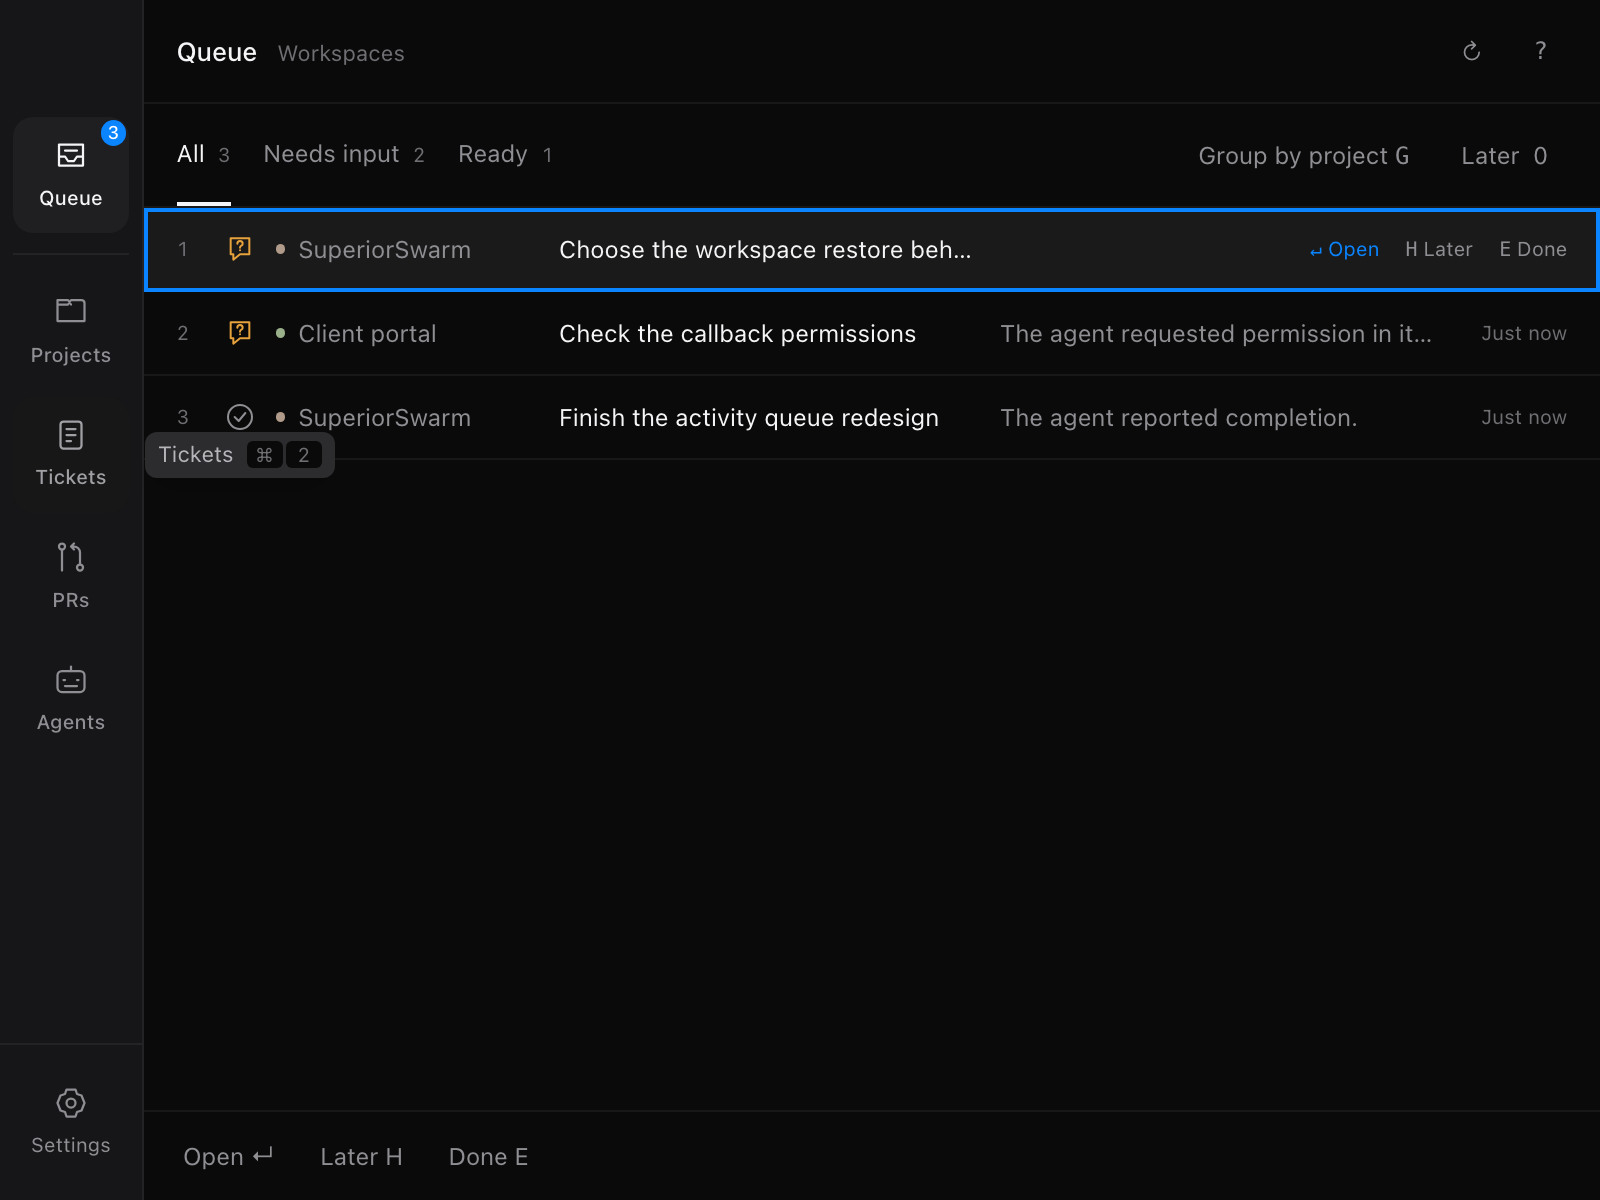 Queue Workspaces ?
3
Queue
Projects
Tickets
PRs
Agents
Settings
All 3 Needs input 2 Ready 1 Group by project G Later 0
1 SuperiorSwarm Choose the workspace restore beh... ↵ Open H Later E Done
2 Client portal Check the callback permissions The agent requested permission in it... Just now
3 SuperiorSwarm Finish the activity queue redesign The agent reported completion. Just now
Tickets ⌘ 2
Open ↵ Later H Done E